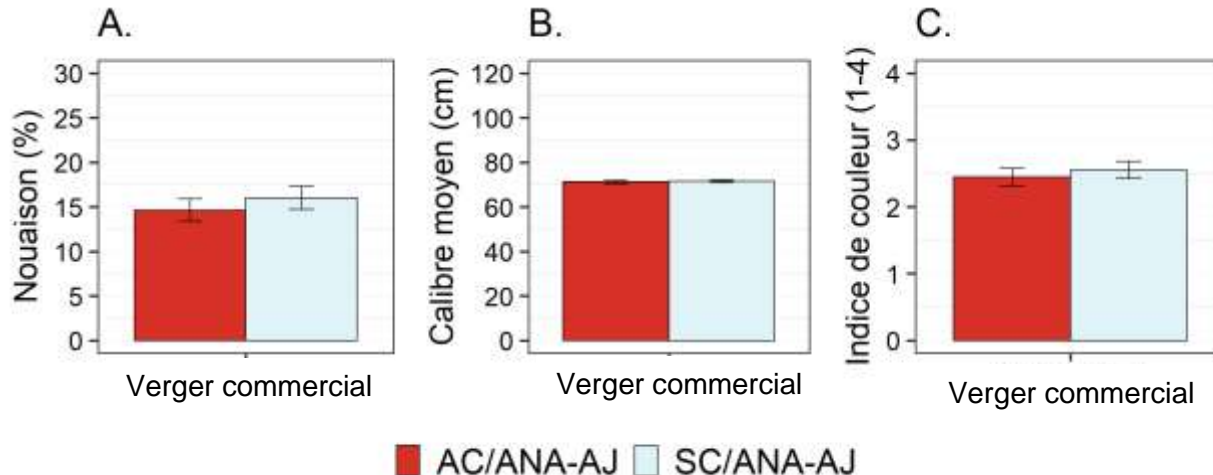 A.
Nouaison (%)
30
25
20
15
10
5
0
Verger commercial
B.
Calibre moyen (cm)
120
100
80
60
40
20
0
Verger commercial
C.
Indice de couleur (1-4)
4
3
2
1
0
Verger commercial
AC/ANA-AJ SC/ANA-AJ